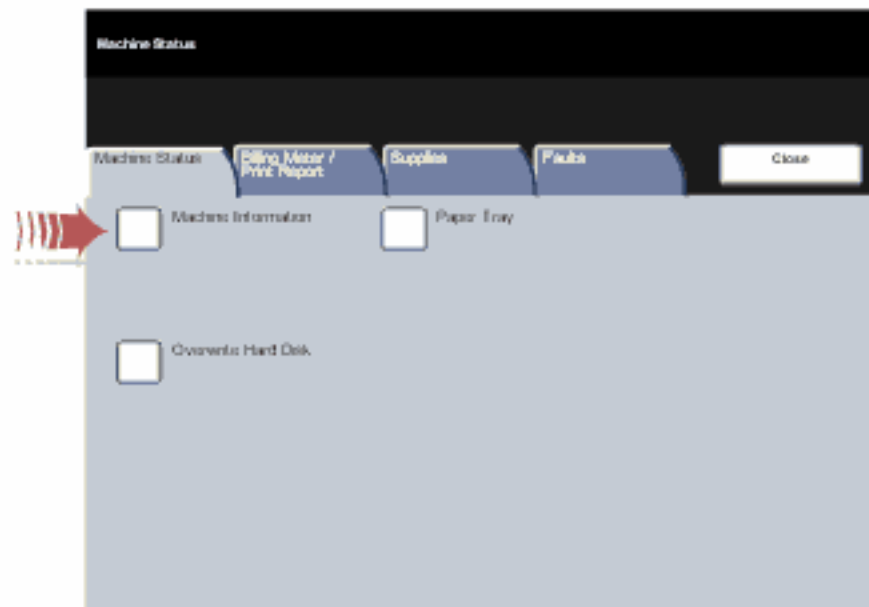 Machine Status
Machine Status
Billing Meter /
Print Report
Supplies
Faults
Close
Machine Information
Paper Tray
Overwrite Hard Disk